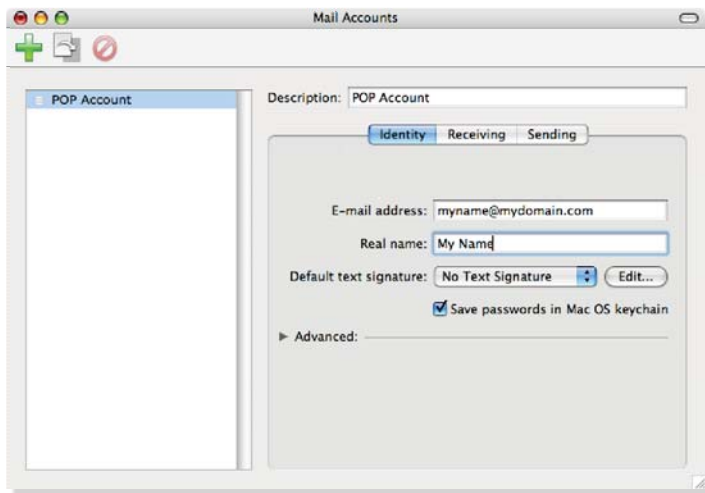 Mail Accounts
POP Account
Description: POP Account
Identity Receiving Sending
E-mail address: myname@mydomain.com
Real name: My Name
Default text signature: No Text Signature Edit...
Save passwords in Mac OS keychain
Advanced: